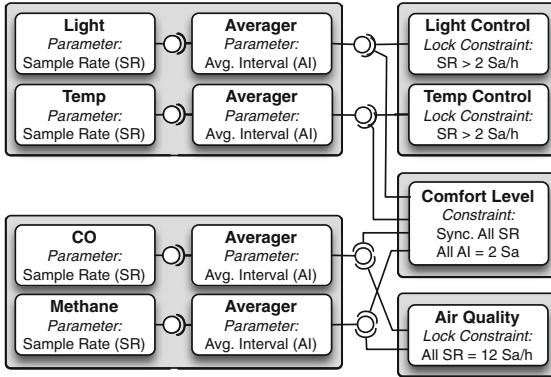 Light
Parameter:
Sample Rate (SR)
Averager
Parameter:
Avg. Interval (AI)
Light Control
Lock Constraint:
SR > 2 Sa/h
Temp
Parameter:
Sample Rate (SR)
Averager
Parameter:
Avg. Interval (AI)
Temp Control
Lock Constraint:
SR > 2 Sa/h
Comfort Level
Constraint:
Sync. All SR
All AI = 2 Sa
CO
Parameter:
Sample Rate (SR)
Averager
Parameter:
Avg. Interval (AI)
Methane
Parameter:
Sample Rate (SR)
Averager
Parameter:
Avg. Interval (AI)
Air Quality
Lock Constraint:
All SR = 12 Sa/h